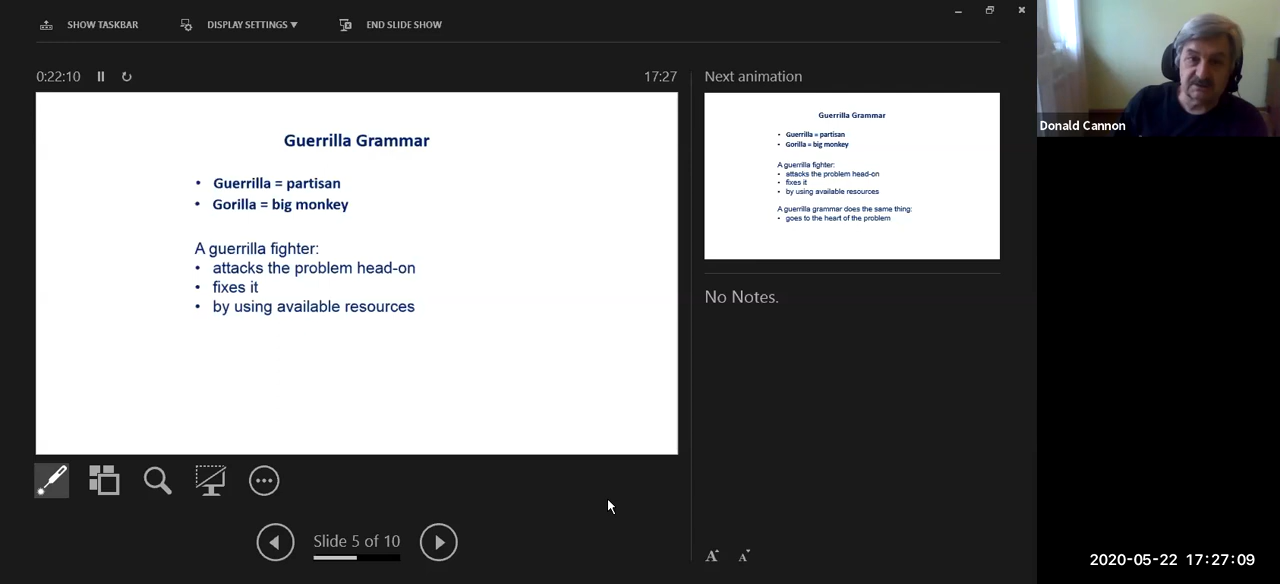 SHOW TASKBAR
DISPLAY SETTINGS ▼
END SLIDE SHOW
0:22:10
17:27
Guerrilla Grammar
• Guerrilla = partisan
• Gorilla = big monkey
A guerrilla fighter:
• attacks the problem head-on
• fixes it
• by using available resources
Slide 5 of 10
Next animation
Guerrilla Grammar
• Guerrilla = partisan
• Gorilla = big monkey
A guerrilla fighter:
• attacks the problem head-on
• fixes it
• by using available resources
A guerrilla grammar does the same thing:
• goes to the heart of the problem
No Notes.
A A
Donald Cannon
2020-05-22 17:27:09